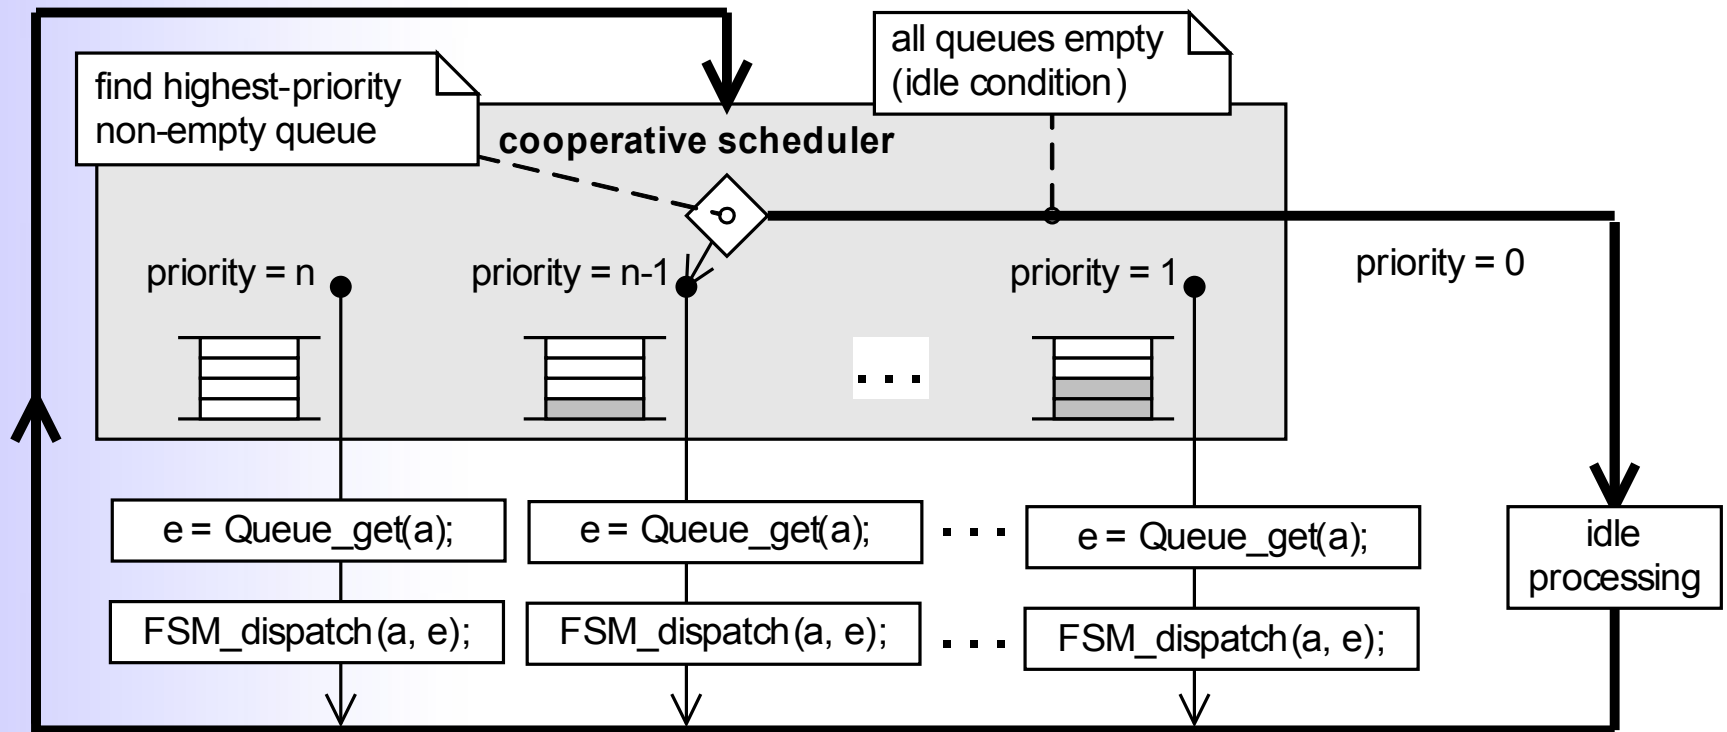 all queues empty
(idle condition)
find highest-priority
non-empty queue
cooperative scheduler
priority = n
priority = n-1
priority = 1
priority = 0
. . .
e = Queue_get(a);
e = Queue_get(a);
. . .
e = Queue_get(a);
idle
processing
FSM_dispatch(a, e);
FSM_dispatch(a, e);
. . .
FSM_dispatch(a, e);